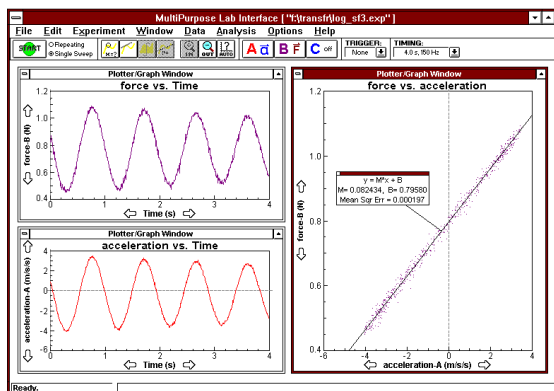 MultiPurpose Lab Interface [ "f:\transfr\log_sf3.exp" ]
File Edit Experiment Window Data Analysis Options Help
START
Repeating
Single Sweep
OUT
AUTO
A a B F C off
TRIGGER:
None
TIMING:
4.0 s, 150 Hz
Plotter/Graph Window
force vs. Time
force-B (N)
1.2
1.0
0.8
0.6
0.4
0 1 2 3 4
Time (s)
Plotter/Graph Window
acceleration vs. Time
acceleration-A (m/s/s)
4
2
0
-2
-4
-6
0 1 2 3 4
Time (s)
Plotter/Graph Window
force vs. acceleration
force-B (N)
1.2
1.0
0.8
0.6
0.4
y = M*x + B
M= 0.082434, B= 0.79580
Mean Sqr Err = 0.000197
-6 -4 -2 0 2 4
acceleration-A (m/s/s)
Ready.